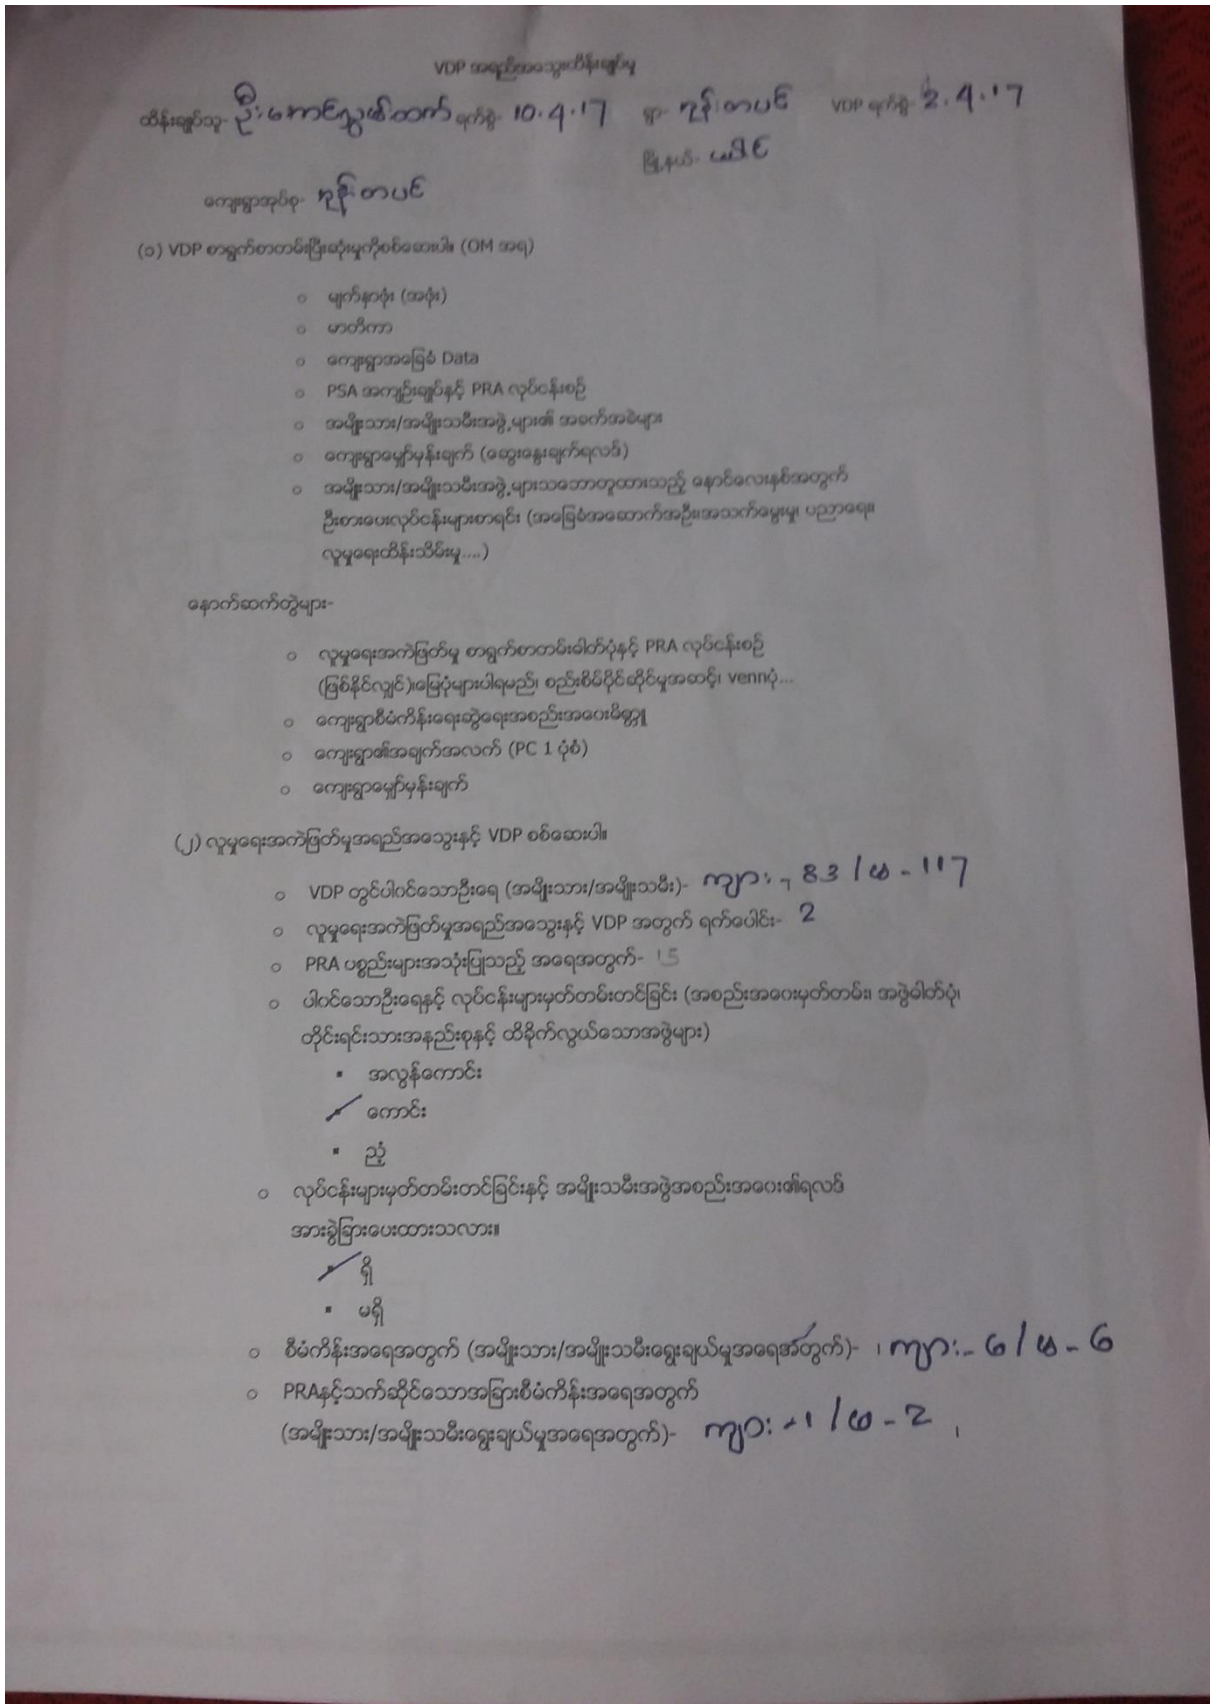 VDP အရည်အသွေးထိန်းချုပ်မှု
ထိန်းချုပ်သူ- ဦးအောင်လွှမ်ထက် ရက်စွဲ- 10.4.17 ရွာ- ကုန်းတပင် VDP ရက်စွဲ- 2.4.17
မြို့နယ်-
ကျေးရွာအုပ်စု- ကုန်းတပင်
(၁) VDP စာရွက်စာတမ်းပြီးဆုံးမှုကိုစစ်ဆေးပါ။ (OM အရ)
o မျက်နှာဖုံး (အဖုံး)
o မာတိကာ
o ကျေးရွာအခြေခံ Data
o PSA အကျဉ်းချုပ်နှင့် PRA လုပ်ငန်းစဉ်
o အမျိုးသား/အမျိုးသမီးအဖွဲ့များ၏ အခက်အခဲများ
o ကျေးရွာမျှော်မှန်းချက် (ဆွေးနွေးချက်ရလဒ်)
o အမျိုးသား/အမျိုးသမီးအဖွဲ့များသဘောတူထားသည့် နောင်လေးနှစ်အတွက်
ဦးစားပေးလုပ်ငန်းများစာရင်း (အခြေခံအဆောက်အဦး၊အသက်မွေးမှု၊ ပညာရေး၊
လူမှုရေးထိန်းသိမ်းမှု....)
နောက်ဆက်တွဲများ-
o လူမှုရေးအကဲဖြတ်မှု စာရွက်စာတမ်းဓါတ်ပုံနှင့် PRA လုပ်ငန်းစဉ်
(ဖြစ်နိုင်လျှင်)၊မြေပုံများပါရမည်၊ စည်းစိမ်ပိုင်ဆိုင်မှုအဆင့်၊ vennပုံ...
o ကျေးရွာစီမံကိန်းရေးဆွဲရေးအစည်းအဝေးမိတ္တူ
o ကျေးရွာ၏အချက်အလက် (PC 1 ပုံစံ)
o ကျေးရွာမျှော်မှန်းချက်
(၂) လူမှုရေးအကဲဖြတ်မှုအရည်အသွေးနှင့် VDP စစ်ဆေးပါ။
o VDP တွင်ပါဝင်သောဦးရေ (အမျိုးသား/အမျိုးသမီး)- ကျား - 83 / မ - 117
o လူမှုရေးအကဲဖြတ်မှုအရည်အသွေးနှင့် VDP အတွက် ရက်ပေါင်း- 2
o PRA ပစ္စည်းများအသုံးပြုသည့် အရေအတွက်- 15
o ပါဝင်သောဦးရေနှင့် လုပ်ငန်းများမှတ်တမ်းတင်ခြင်း (အစည်းအဝေးမှတ်တမ်း၊ အဖွဲဓါတ်ပုံ၊
တိုင်းရင်းသားအနည်းစုနှင့် ထိခိုက်လွယ်သောအဖွဲများ)
▪ အလွန်ကောင်း
▪ ကောင်း
▪ ညံ့
o လုပ်ငန်းများမှတ်တမ်းတင်ခြင်းနှင့် အမျိုးသမီးအဖွဲအစည်းအဝေး၏ရလဒ်
အားခွဲခြားပေးထားသလား။
▪ ရှိ
▪ မရှိ
o စီမံကိန်းအရေအတွက် (အမျိုးသား/အမျိုးသမီးရွေးချယ်မှုအရေအတွက်)- ကျား - 6 / မ - 6
o PRAနှင့်သက်ဆိုင်သောအခြားစီမံကိန်းအရေအတွက်
(အမျိုးသား/အမျိုးသမီးရွေးချယ်မှုအရေအတွက်)- ကျား - 1 / မ - 2